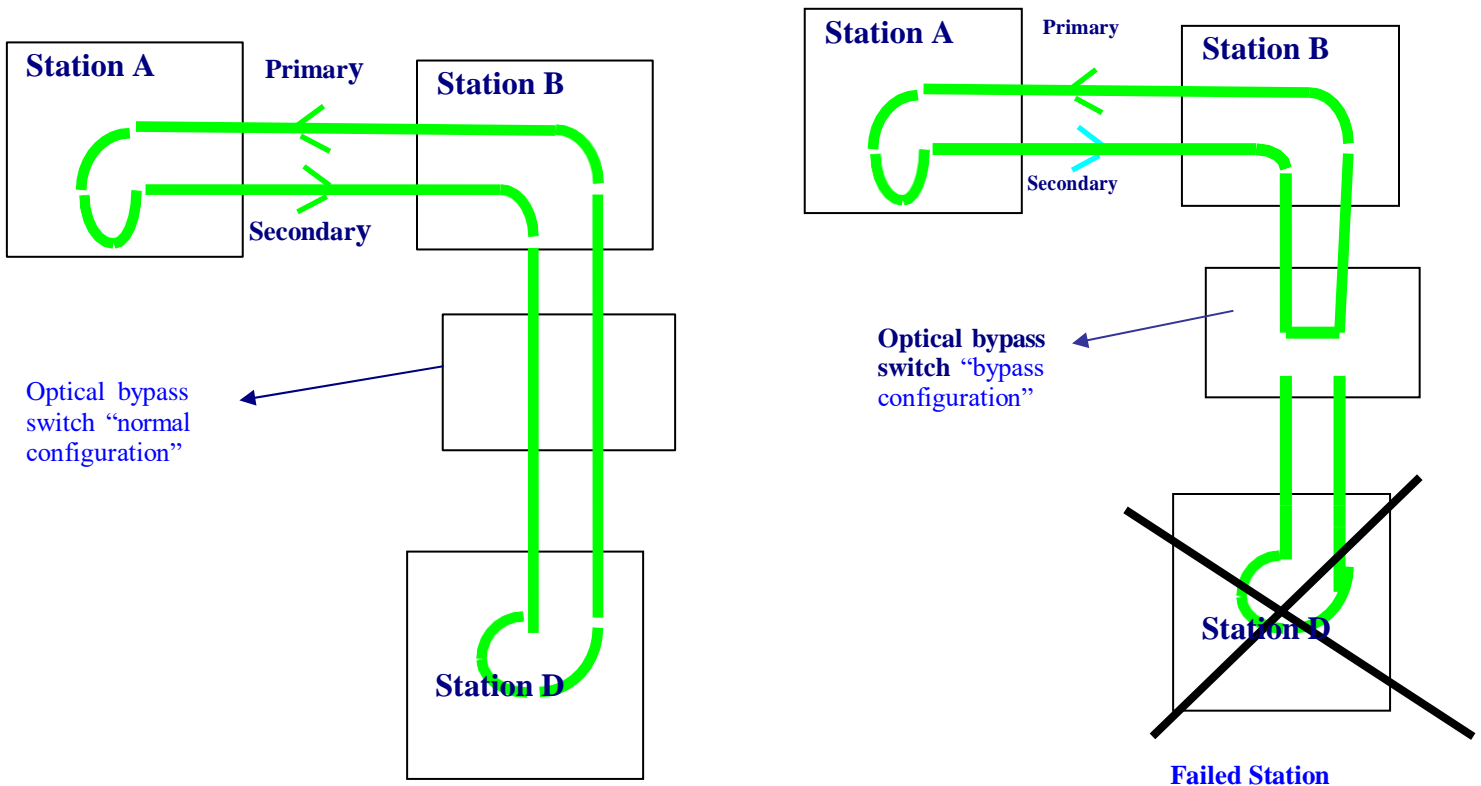 Station A
Primary
Station B
Secondary
Optical bypass
switch “normal
configuration”
Station D
Station A
Primary
Station B
Secondary
Optical bypass
switch “bypass
configuration”
Station D
Failed Station